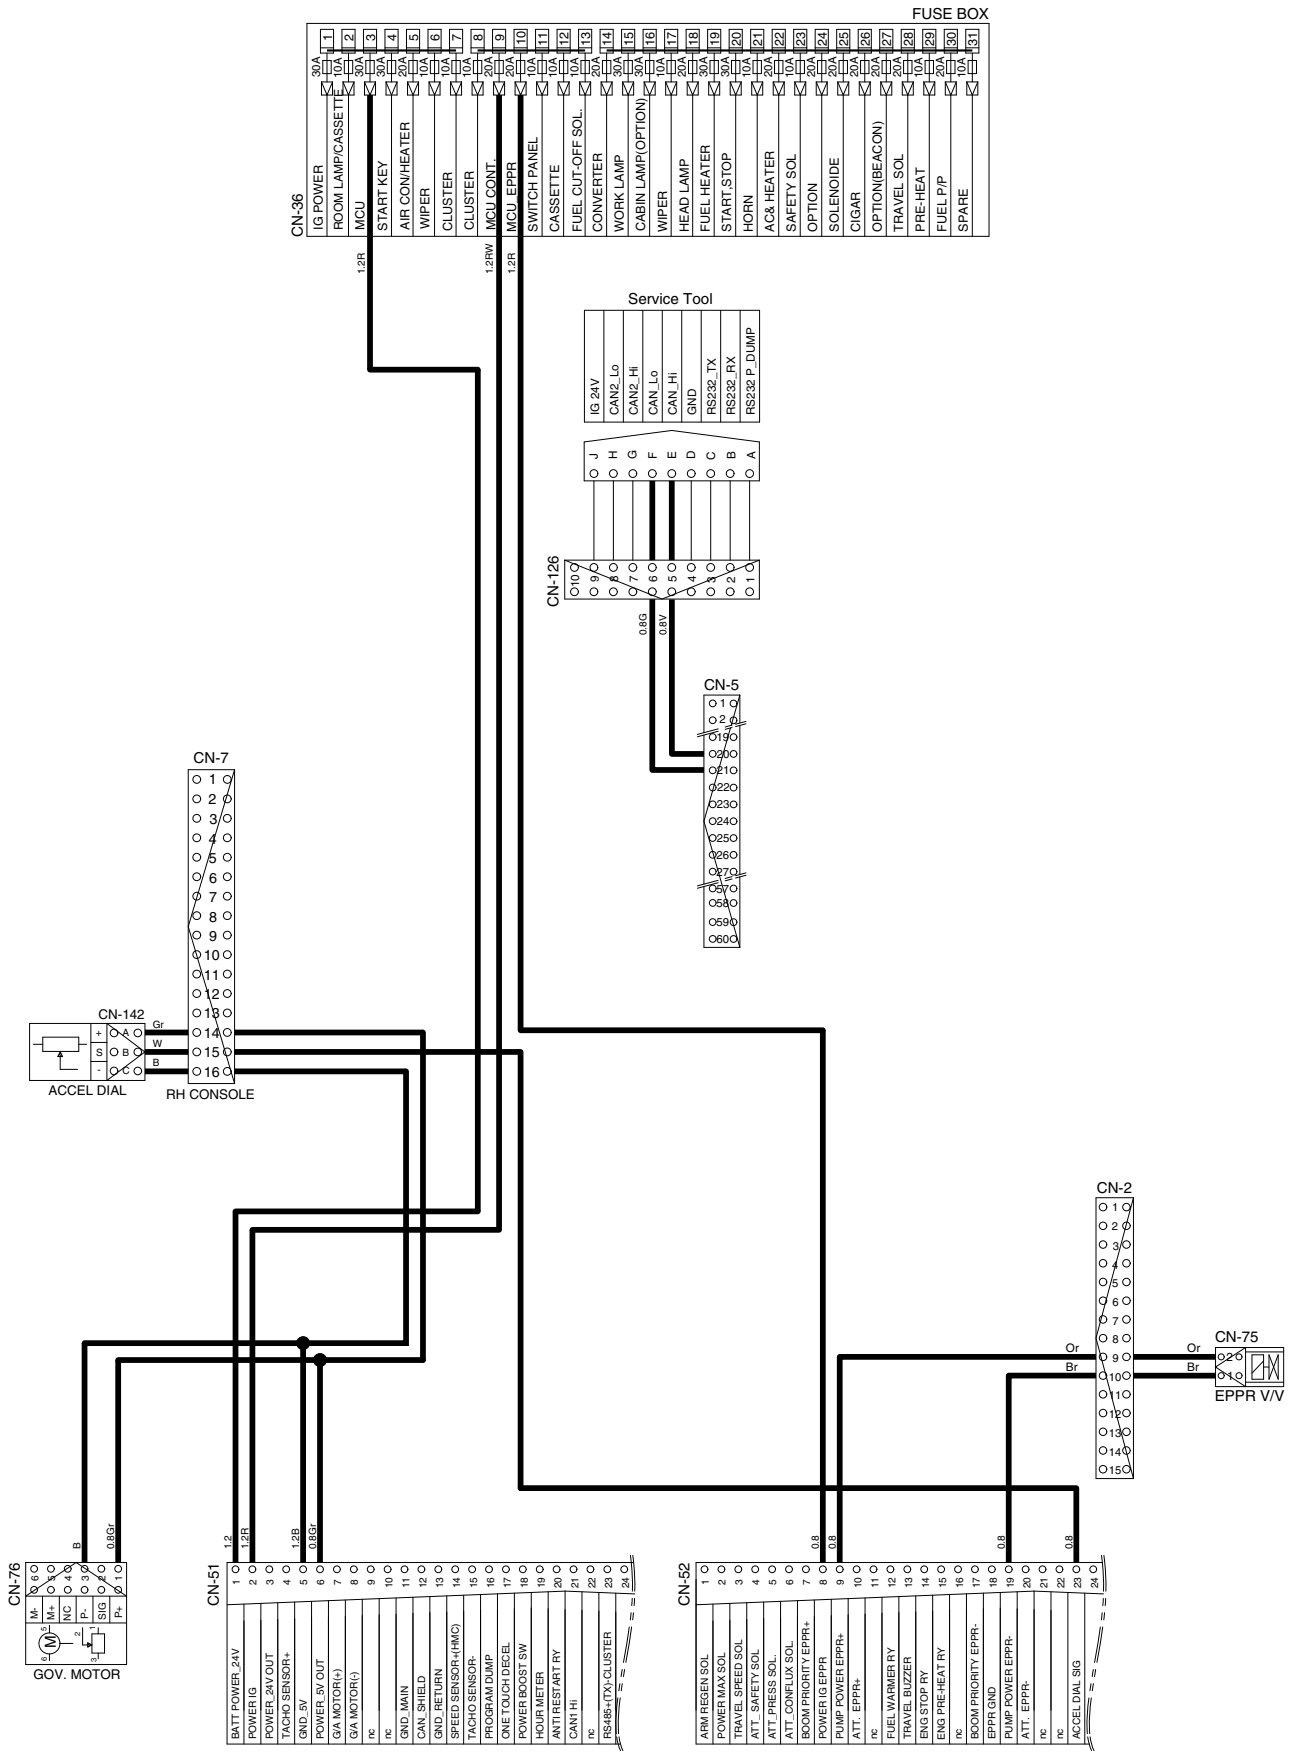 FUSE BOX
CN-36
1
2
3
4
5
6
7
8
9
10
11
12
13
14
15
16
17
18
19
20
21
22
23
24
25
26
27
28
29
30
31
30A
10A
30A
30A
20A
10A
10A
10A
20A
20A
10A
10A
10A
20A
30A
10A
10A
20A
30A
10A
10A
20A
10A
20A
20A
10A
10A
20A
20A
10A
10A
IG POWER
ROOM LAMP/CASSETTE
MCU
START KEY
AIR CON/HEATER
WIPER
CLUSTER
CLUSTER
MCU CONT.
MCU EPPR
SWITCH PANEL
CASSETTE
FUEL CUT-OFF SOL.
CONVERTER
WORK LAMP
CABIN LAMP(OPTION)
WIPER
HEAD LAMP
FUEL HEATER
START,STOP
HORN
AC& HEATER
SAFETY SOL
OPTION
SOLENOIDE
CIGAR
OPTION(BEACON)
TRAVEL SOL
PRE-HEAT
FUEL P/P
SPARE
1.2R
1.2RW
1.2R
Service Tool
IG 24V
CAN2_Lo
CAN2_Hi
CAN_Lo
CAN_Hi
GND
RS232_TX
RS232_RX
RS232 P_DUMP
J
H
G
F
E
D
C
B
A
CN-126
10
9
8
7
6
5
4
3
2
1
0.8G
0.8V
CN-5
1
2
19
20
21
22
23
24
25
26
27
57
58
59
60
CN-7
1
2
3
4
5
6
7
8
9
10
11
12
13
14
15
16
RH CONSOLE
CN-142
+ A Gr
S B W
- C B
ACCEL DIAL
CN-2
1
2
3
4
5
6
7
8
9
10
11
12
13
14
15
Or
Br
Or
Br
CN-75
2
1
EPPR V/V
CN-76
6
5
4
3
2
1
M-
M+
NC
P-
SIG
P+
B
0.8Gr
M
5
6
1
2
3
GOV. MOTOR
CN-51
1.2
1.2R
1.2B
0.8Gr
1
2
3
4
5
6
7
8
9
10
11
12
13
14
15
16
17
18
19
20
21
22
23
24
BATT POWER_24V
POWER IG
POWER_24V OUT
TACHO SENSOR+
GND_5V
POWER_5V OUT
G/A MOTOR(+)
G/A MOTOR(-)
nc
nc
GND_MAIN
CAN_SHIELD
GND_RETURN
SPEED SENSOR+(HMC)
TACHO SENSOR-
PROGRAM DUMP
ONE TOUCH DECEL
POWER BOOST SW
HOUR METER
ANTI RESTART RY
CAN1 Hi
nc
RS485+(TX)-CLUSTER
CN-52
0.8
0.8
0.8
0.8
1
2
3
4
5
6
7
8
9
10
11
12
13
14
15
16
17
18
19
20
21
22
23
24
ARM REGEN SOL
POWER MAX SOL
TRAVEL SPEED SOL
ATT_ SAFETY SOL
ATT_PRESS SOL.
ATT_CONFLUX SOL.
BOOM PRIORITY EPPR+
POWER IG EPPR
PUMP POWER EPPR+
ATT. EPPR+
nc
FUEL WARMER RY
TRAVEL BUZZER
ENG STOP RY
ENG PRE-HEAT RY
nc
BOOM PRIORITY EPPR-
EPPR GND
PUMP POWER EPPR-
ATT. EPPR-
nc
nc
ACCEL DIAL SIG